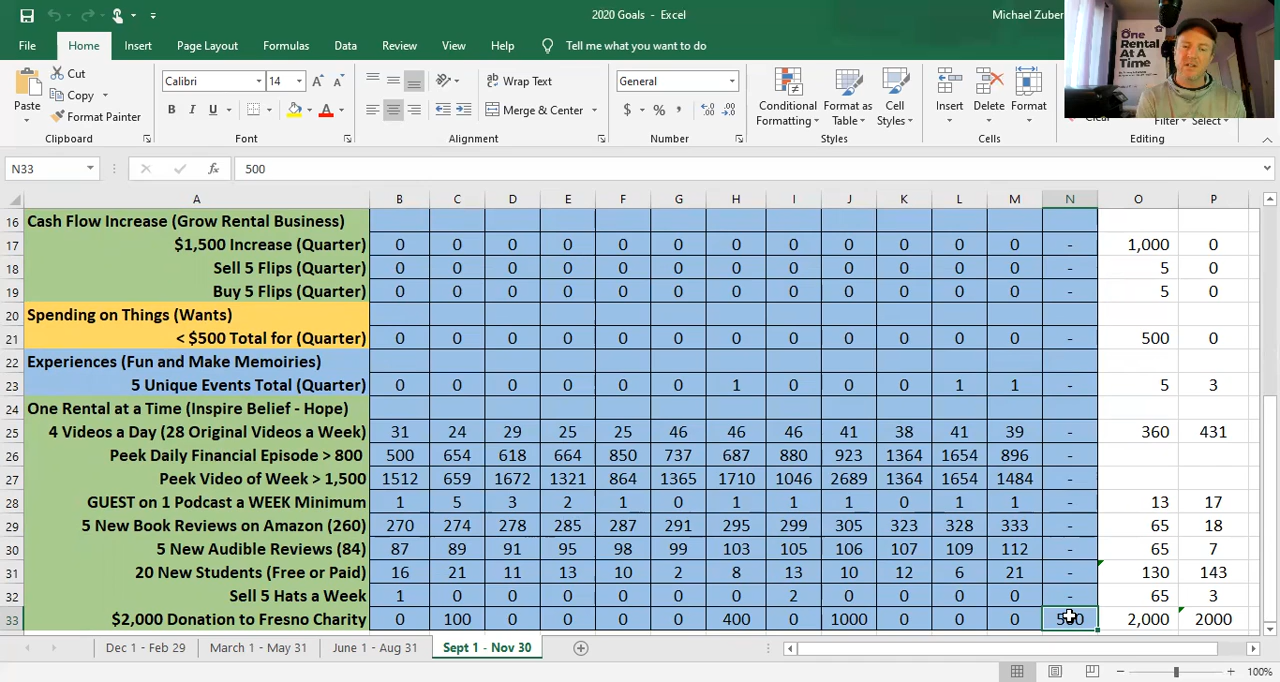 2020 Goals - Excel
Michael Zuber
File Home Insert Page Layout Formulas Data Review View Help Tell me what you want to do
One
Rental
At A
Time
Paste
Cut
Copy
Format Painter
Clipboard
Calibri 14
B I U
Font
Wrap Text
Merge & Center
Alignment
General
$ % ,
Number
Conditional Formatting
Format as Table
Cell Styles
Styles
Insert Delete Format
Cells
Clear
Filter Select
Editing
N33 fx 500
A B C D E F G H I J K L M N O P
16 Cash Flow Increase (Grow Rental Business)
17 $1,500 Increase (Quarter) 0 0 0 0 0 0 0 0 0 0 0 0 - 1,000 0
18 Sell 5 Flips (Quarter) 0 0 0 0 0 0 0 0 0 0 0 0 - 5 0
19 Buy 5 Flips (Quarter) 0 0 0 0 0 0 0 0 0 0 0 0 - 5 0
20 Spending on Things (Wants)
21 < $500 Total for (Quarter) 0 0 0 0 0 0 0 0 0 0 0 0 - 500 0
22 Experiences (Fun and Make Memoiries)
23 5 Unique Events Total (Quarter) 0 0 0 0 0 0 1 0 0 0 1 1 - 5 3
24 One Rental at a Time (Inspire Belief - Hope)
25 4 Videos a Day (28 Original Videos a Week) 31 24 29 25 25 46 46 46 41 38 41 39 - 360 431
26 Peek Daily Financial Episode > 800 500 654 618 664 850 737 687 880 923 1364 1654 896 -
27 Peek Video of Week > 1,500 1512 659 1672 1321 864 1365 1710 1046 2689 1364 1654 1484 -
28 GUEST on 1 Podcast a WEEK Minimum 1 5 3 2 1 0 1 1 1 0 1 1 - 13 17
29 5 New Book Reviews on Amazon (260) 270 274 278 285 287 291 295 299 305 323 328 333 - 65 18
30 5 New Audible Reviews (84) 87 89 91 95 98 99 103 105 106 107 109 112 - 65 7
31 20 New Students (Free or Paid) 16 21 11 13 10 2 8 13 10 12 6 21 - 130 143
32 Sell 5 Hats a Week 1 0 0 0 0 0 0 2 0 0 0 0 - 65 3
33 $2,000 Donation to Fresno Charity 0 100 0 0 0 0 400 0 1000 0 0 0 500 2,000 2000
Dec 1 - Feb 29 March 1 - May 31 June 1 - Aug 31 Sept 1 - Nov 30
100%